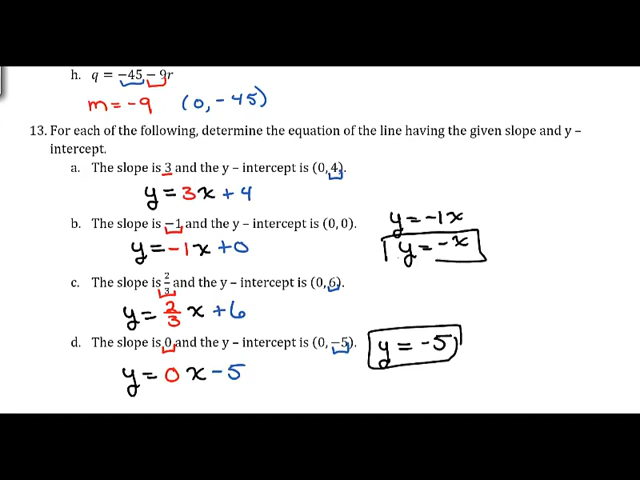 h. q = −45 − 9r
m = -9 (0, -45)
13. For each of the following, determine the equation of the line having the given slope and y –
intercept.
a. The slope is 3 and the y – intercept is (0, 4).
y = 3x + 4
b. The slope is −1 and the y – intercept is (0, 0).
y = -1x
y = -1x + 0
y = -x
c. The slope is 2/3 and the y – intercept is (0, 6).
y = 2/3 x + 6
d. The slope is 0 and the y – intercept is (0, −5).
y = -5
y = 0x - 5